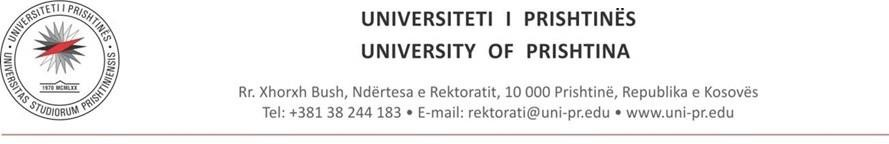 UNIVERSITETI I PRISHTINËS
UNIVERSITAS STUDIORUM PRISHTINIENSIS
1970 MCMLXX
UNIVERSITETI I PRISHTINËS
UNIVERSITY OF PRISHTINA
Rr. Xhorxh Bush, Ndërtesa e Rektoratit, 10 000 Prishtinë, Republika e Kosovës
Tel: +381 38 244 183 • E-mail: rektorati@uni-pr.edu • www.uni-pr.edu